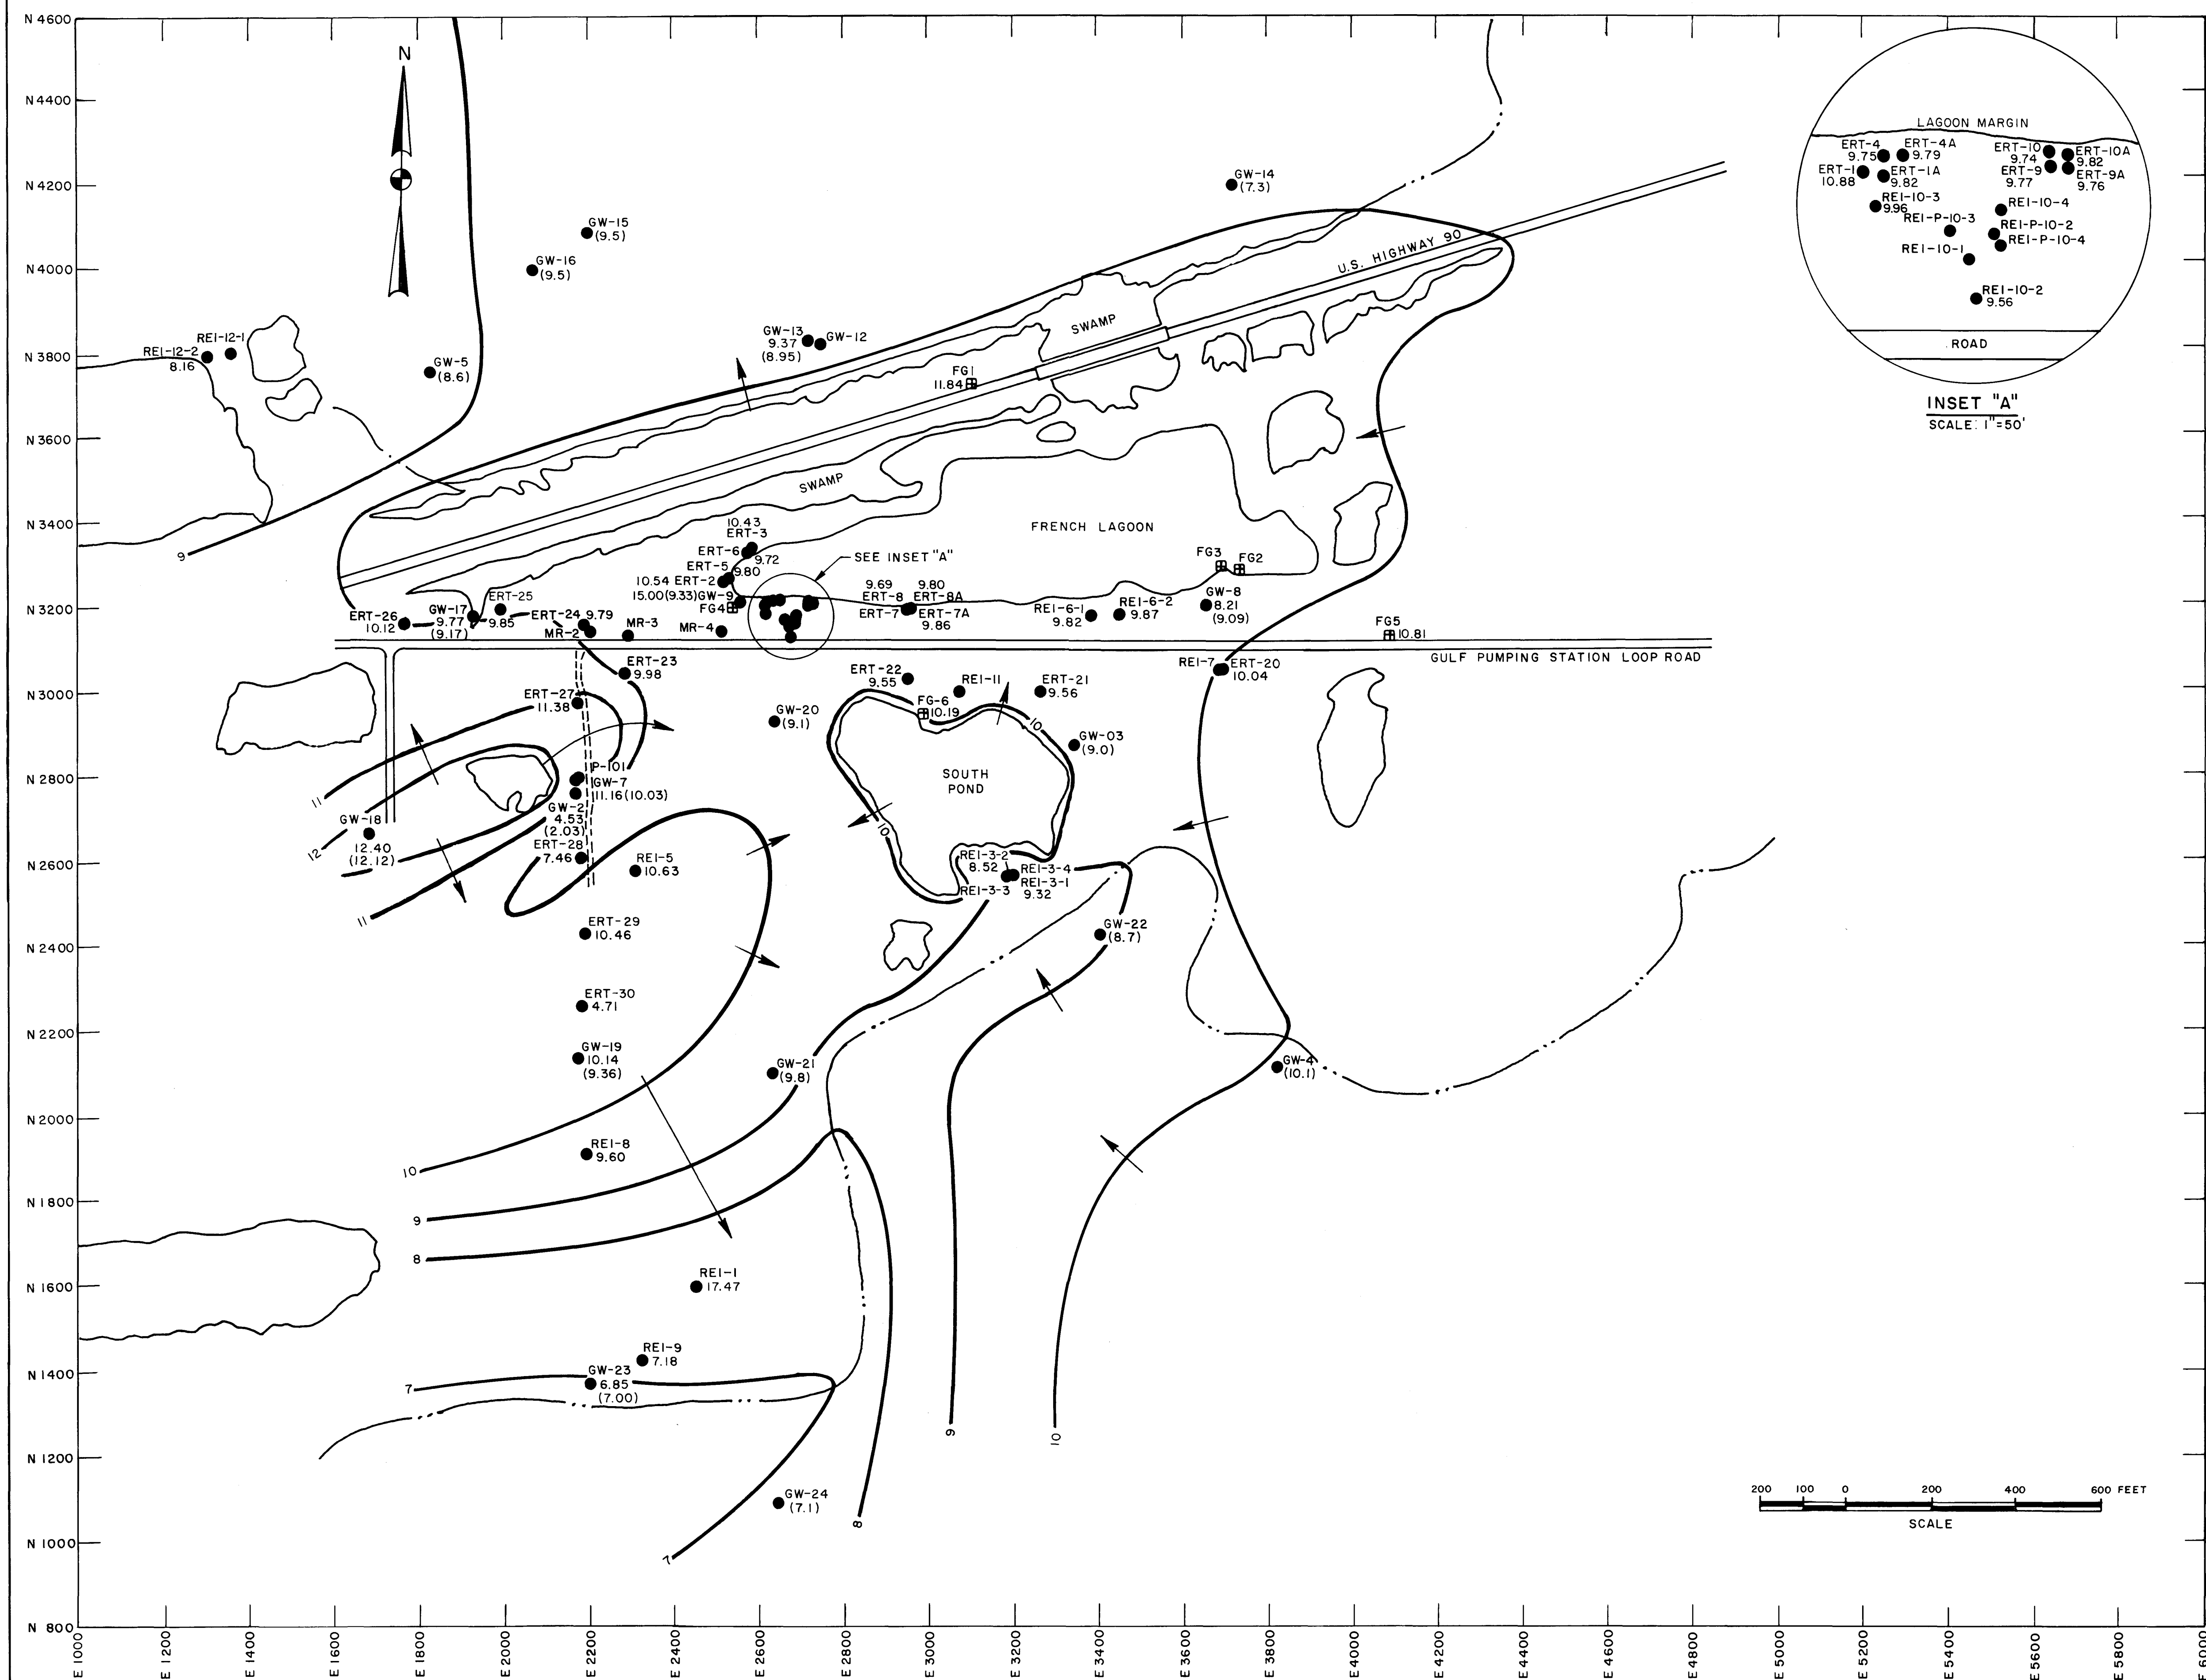 N 4600
N
N 4400
LAGOON MARGIN
ERT-4
9.75
ERT-4A
9.79
ERT-10
9.74
ERT-10A
9.82
ERT-1
10.88
ERT-1A
9.82
ERT-9
9.77
ERT-9A
9.76
REI-10-3
9.96
REI-10-4
REI-P-10-3
REI-P-10-2
REI-P-10-4
REI-10-1
REI-10-2
9.56
ROAD
INSET "A"
SCALE: 1"=50'
N 4200
GW-14
(7.3)
GW-15
(9.5)
N 4000
GW-16
(9.5)
U.S. HIGHWAY 90
SWAMP
GW-13
9.37
(8.95)
GW-12
REI-12-1
REI-12-2
8.16
N 3800
GW-5
(8.6)
FG1
11.84
N 3600
SWAMP
N 3400
9
FRENCH LAGOON
10.43
ERT-3
ERT-6
9.72
ERT-5
9.80
10.54 ERT-2
15.00(9.33)GW-9
FG4
SEE INSET "A"
9.69
ERT-8
ERT-7
9.80
ERT-8A
ERT-7A
9.86
FG3
FG2
GW-8
8.21
(9.09)
REI-6-1
9.82
REI-6-2
9.87
N 3200
ERT-26
10.12
GW-17
9.77
(9.17)
ERT-25
9.85
ERT-24 9.79
MR-2
MR-3
MR-4
FG5
10.81
GULF PUMPING STATION LOOP ROAD
N 3000
ERT-23
9.98
ERT-27
11.38
ERT-22
9.55
REI-11
ERT-21
9.56
REI-7
ERT-20
10.04
GW-20
(9.1)
FG-6
10.19
10
GW-03
(9.0)
N 2800
SOUTH
POND
P-101
GW-7
11.16(10.03)
GW-2
4.53
(2.03)
11
10
GW-18
12.40
(12.12)
12
N 2600
ERT-28
7.46
REI-5
10.63
REI-3-2
8.52
REI-3-4
REI-3-1
9.32
REI-3-3
11
ERT-29
10.46
GW-22
(8.7)
N 2400
ERT-30
4.71
N 2200
GW-19
10.14
(9.36)
GW-21
(9.8)
GW-4
(10.1)
N 2000
REI-8
9.60
10
N 1800
9
8
N 1600
REI-1
17.47
REI-9
7.18
N 1400
7
GW-23
6.85
(7.00)
9
10
N 1200
GW-24
(7.1)
8
7
200 100 0 200 400 600 FEET
SCALE
N 1000
N 800
E 1000
E 1200
E 1400
E 1600
E 1800
E 2000
E 2200
E 2400
E 2600
E 2800
E 3000
E 3200
E 3400
E 3600
E 3800
E 4000
E 4200
E 4400
E 4600
E 4800
E 5000
E 5200
E 5400
E 5600
E 5800